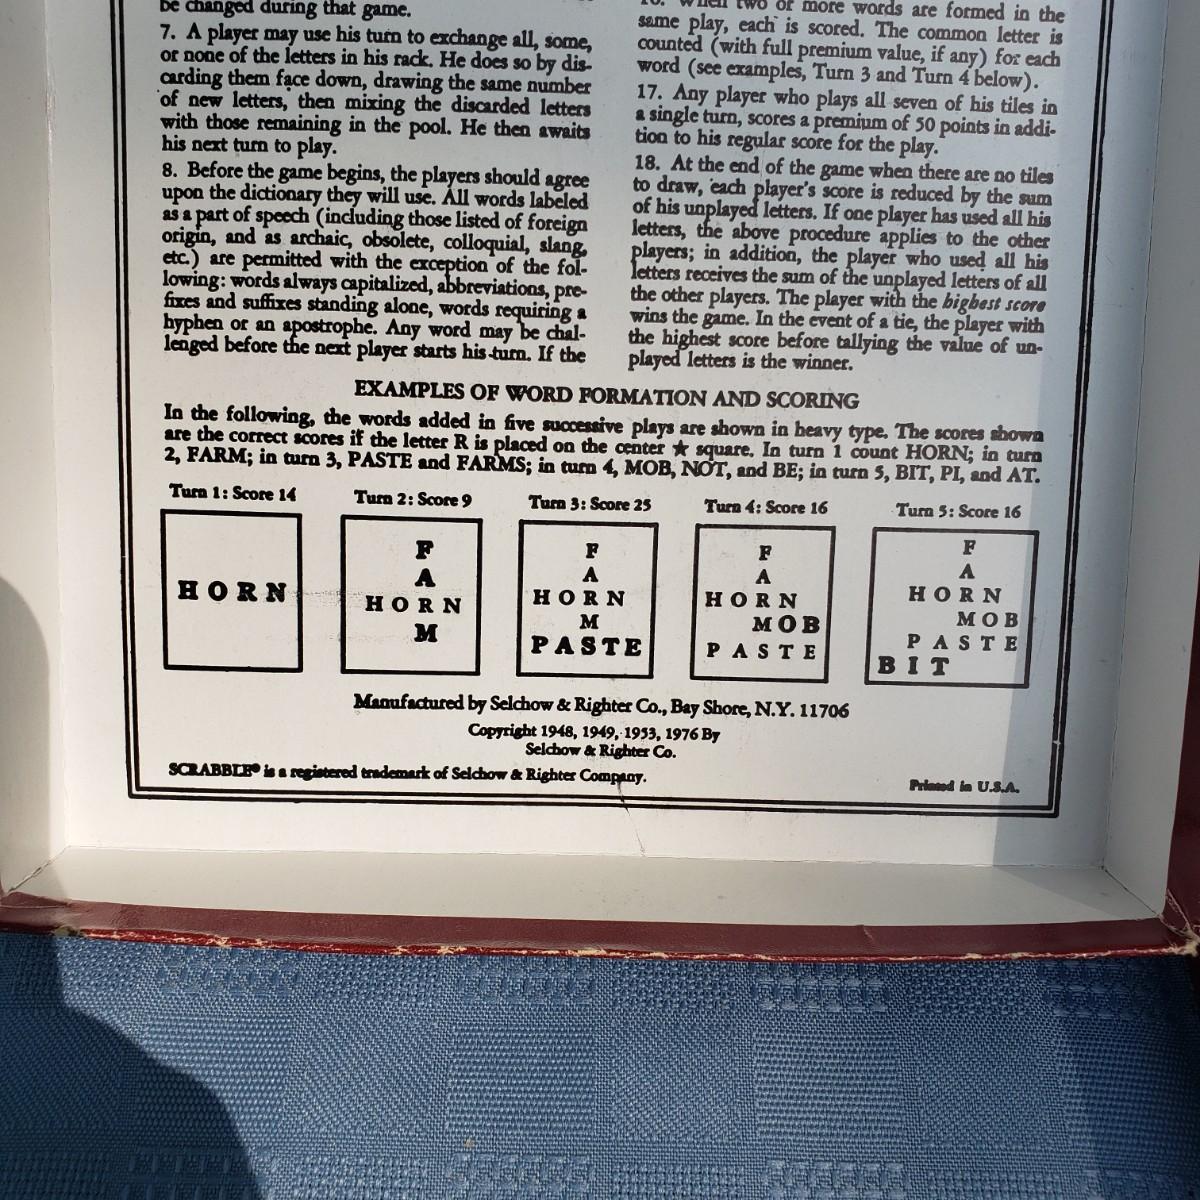 be changed during that game.
7. A player may use his turn to exchange all, some,
or none of the letters in his rack. He does so by dis-
carding them face down, drawing the same number
of new letters, then mixing the discarded letters
with those remaining in the pool. He then awaits
his next turn to play.
8. Before the game begins, the players should agree
upon the dictionary they will use. All words labeled
as a part of speech (including those listed of foreign
origin, and as archaic, obsolete, colloquial, slang,
etc.) are permitted with the exception of the fol-
lowing: words always capitalized, abbreviations, pre-
fixes and suffixes standing alone, words requiring a
hyphen or an apostrophe. Any word may be chal-
lenged before the next player starts his turn. If the
16. When two or more words are formed in the
same play, each is scored. The common letter is
counted (with full premium value, if any) for each
word (see examples, Turn 3 and Turn 4 below).
17. Any player who plays all seven of his tiles in
a single turn, scores a premium of 50 points in addi-
tion to his regular score for the play.
18. At the end of the game when there are no tiles
to draw, each player's score is reduced by the sum
of his unplayed letters. If one player has used all his
letters, the above procedure applies to the other
players; in addition, the player who used all his
letters receives the sum of the unplayed letters of all
the other players. The player with the highest score
wins the game. In the event of a tie, the player with
the highest score before tallying the value of un-
played letters is the winner.
EXAMPLES OF WORD FORMATION AND SCORING
In the following, the words added in five successive plays are shown in heavy type. The scores shown
are the correct scores if the letter R is placed on the center ★ square. In turn 1 count HORN; in turn
2, FARM; in turn 3, PASTE and FARMS; in turn 4, MOB, NOT, and BE; in turn 5, BIT, PI, and AT.
Turn 1: Score 14
H O R N
Turn 2: Score 9
F
A
H O R N
M
Turn 3: Score 25
F
A
H O R N
M
P A S T E
Turn 4: Score 16
F
A
H O R N
M O B
P A S T E
Turn 5: Score 16
F
A
H O R N
M O B
P A S T E
B I T
Manufactured by Selchow & Righter Co., Bay Shore, N.Y. 11706
Copyright 1948, 1949, 1953, 1976 By
Selchow & Righter Co.
SCRABBLE® is a registered trademark of Selchow & Righter Company.
Printed in U.S.A.